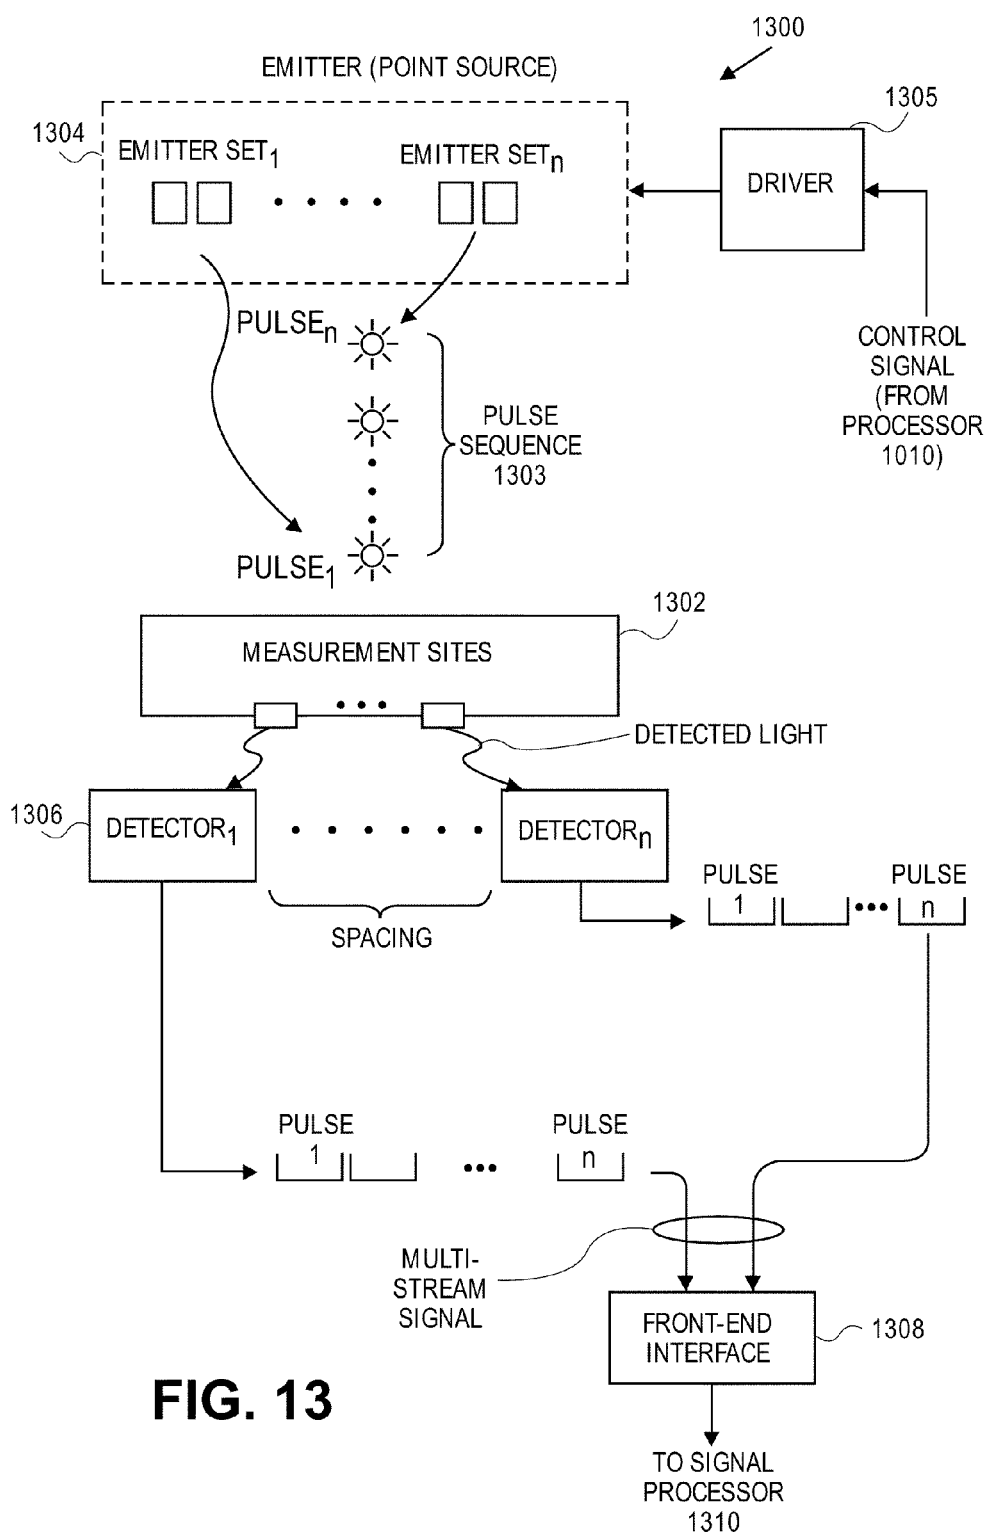 1300
EMITTER (POINT SOURCE)
1304
1305
EMITTER SET1
EMITTER SETn
DRIVER
PULSEn
CONTROL
SIGNAL
(FROM
PROCESSOR
1010)
PULSE
SEQUENCE
1303
PULSE1
1302
MEASUREMENT SITES
DETECTED LIGHT
1306
DETECTOR1
DETECTORn
PULSE
1
PULSE
n
SPACING
PULSE
1
PULSE
n
MULTI-
STREAM
SIGNAL
FRONT-END
INTERFACE
1308
FIG. 13
TO SIGNAL
PROCESSOR
1310